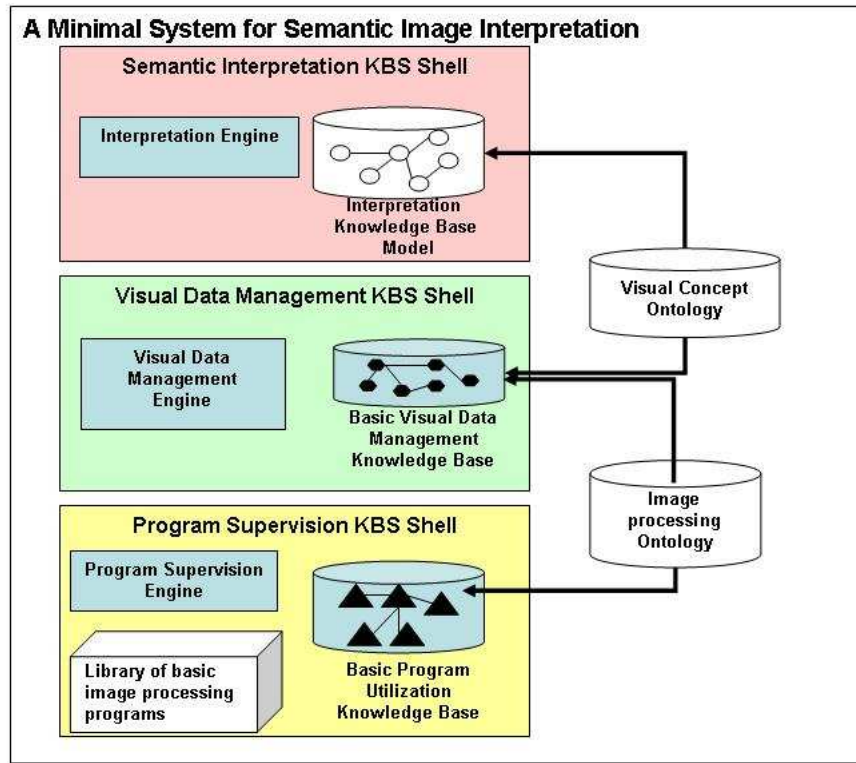 A Minimal System for Semantic Image Interpretation
Semantic Interpretation KBS Shell
Interpretation Engine
Interpretation
Knowledge Base
Model
Visual Concept
Ontology
Visual Data Management KBS Shell
Visual Data
Management
Engine
Basic Visual Data
Management
Knowledge Base
Image
processing
Ontology
Program Supervision KBS Shell
Program Supervision
Engine
Library of basic
image processing
programs
Basic Program
Utilization
Knowledge Base